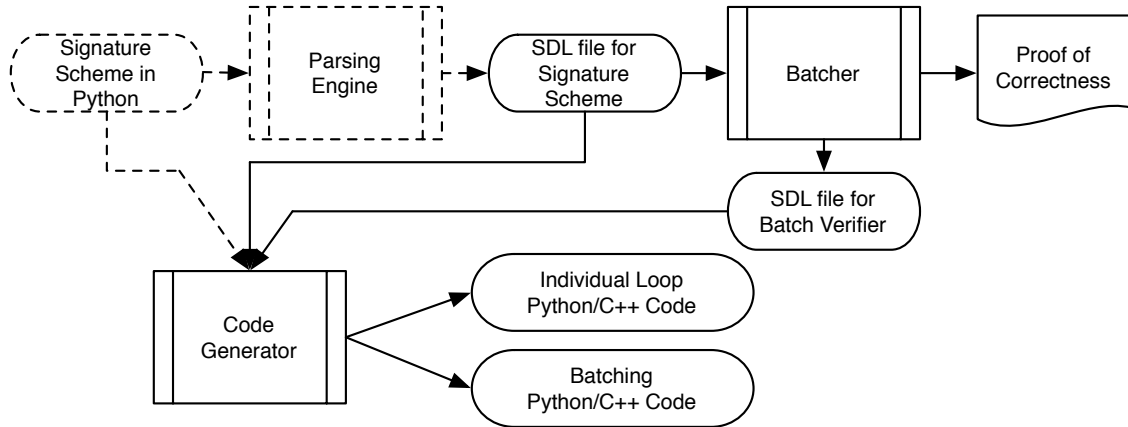 Signature
Scheme in
Python
Parsing
Engine
SDL file for
Signature
Scheme
Batcher
Proof of
Correctness
SDL file for
Batch Verifier
Code
Generator
Individual Loop
Python/C++ Code
Batching
Python/C++ Code